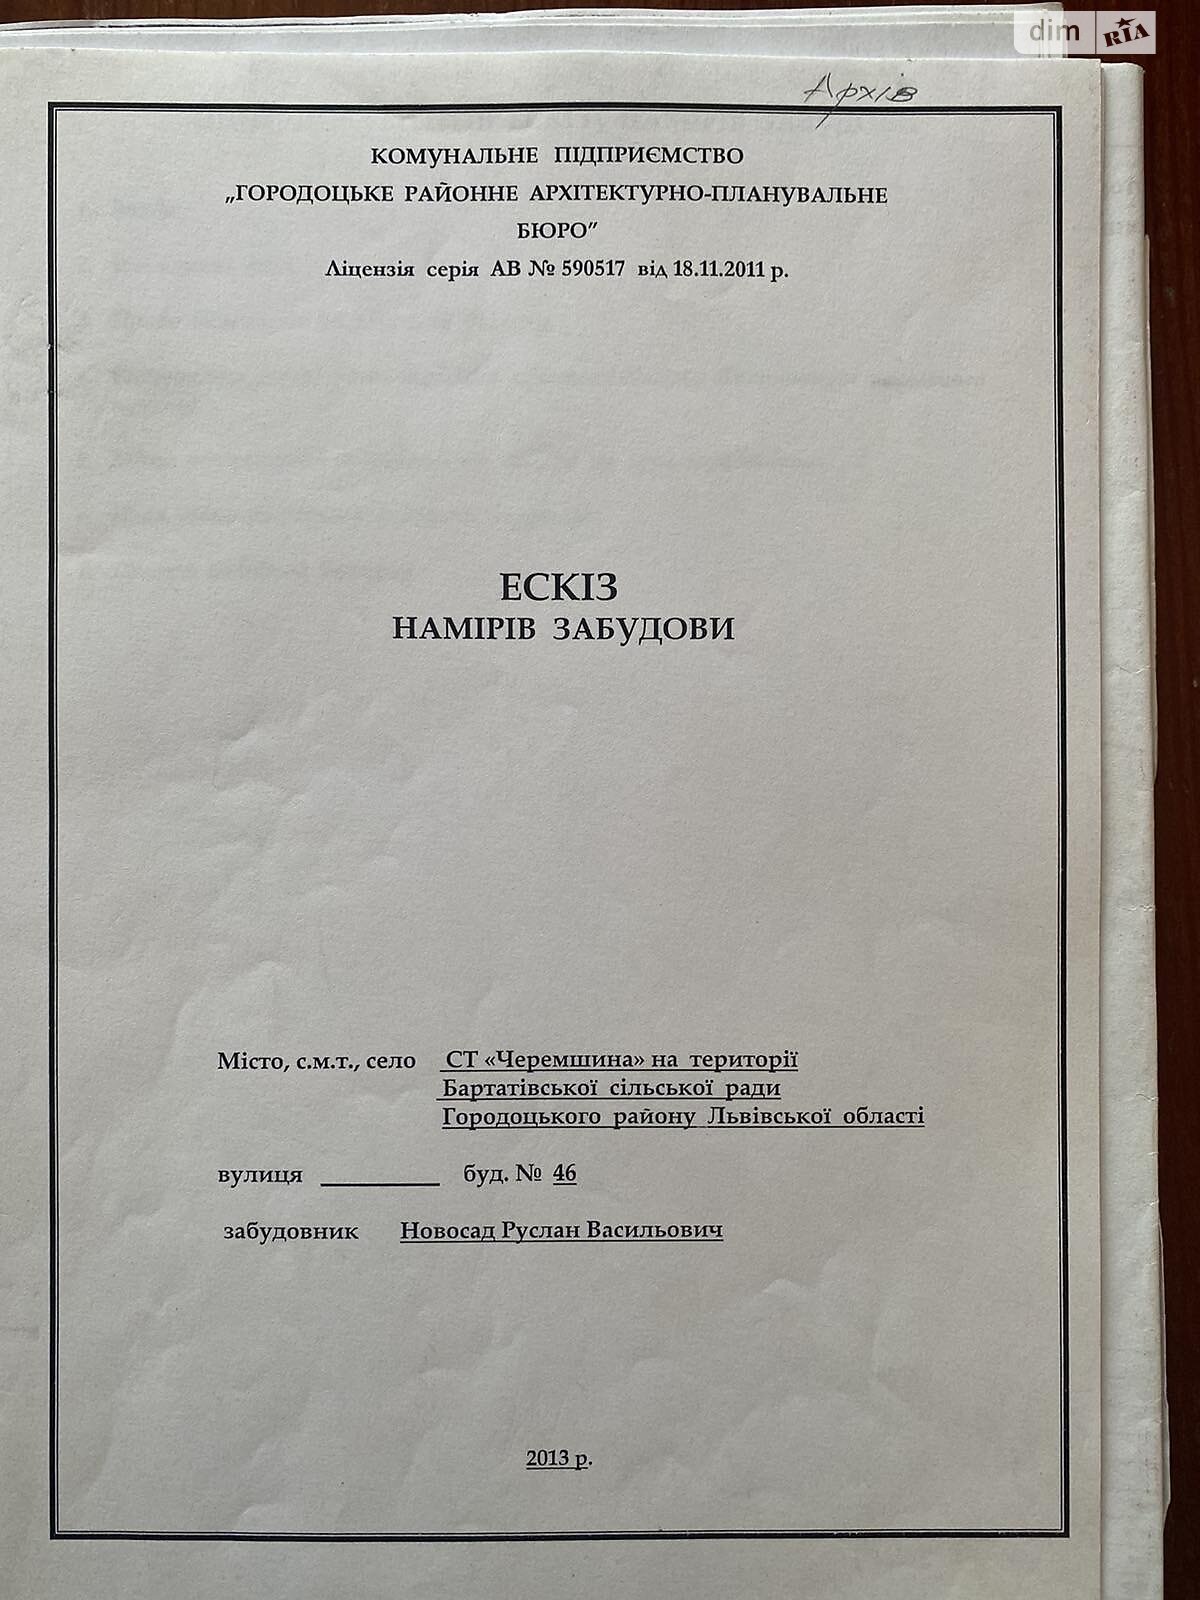 dim RIA
Архів
КОМУНАЛЬНЕ ПІДПРИЄМСТВО
„ГОРОДОЦЬКЕ РАЙОННЕ АРХІТЕКТУРНО-ПЛАНУВАЛЬНЕ
БЮРО”
Ліцензія серія АВ № 590517 від 18.11.2011 р.
ЕСКІЗ
НАМІРІВ ЗАБУДОВИ
Місто, с.м.т., село СТ «Черемшина» на території
Бартатівської сільської ради
Городоцького району Львівської області
вулиця __________ буд. № 46
забудовник Новосад Руслан Васильович
2013 р.